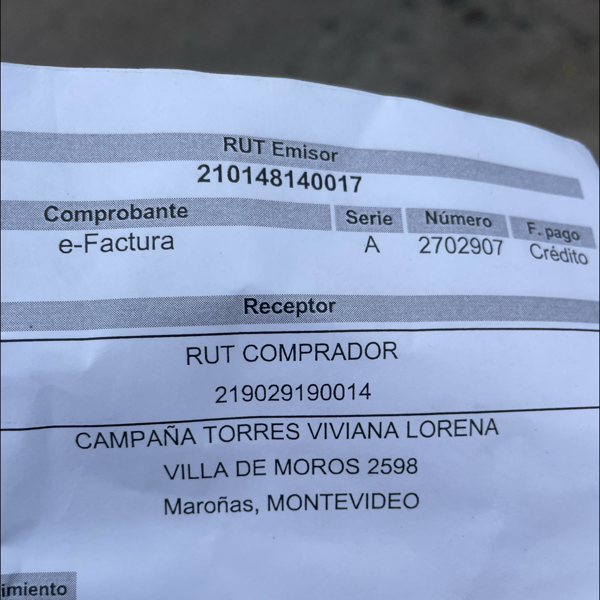 RUT Emisor
210148140017
Comprobante Serie Número F. pago
e-Factura A 2702907 Crédito
Receptor
RUT COMPRADOR
219029190014
CAMPAÑA TORRES VIVIANA LORENA
VILLA DE MOROS 2598
Maroñas, MONTEVIDEO
imiento